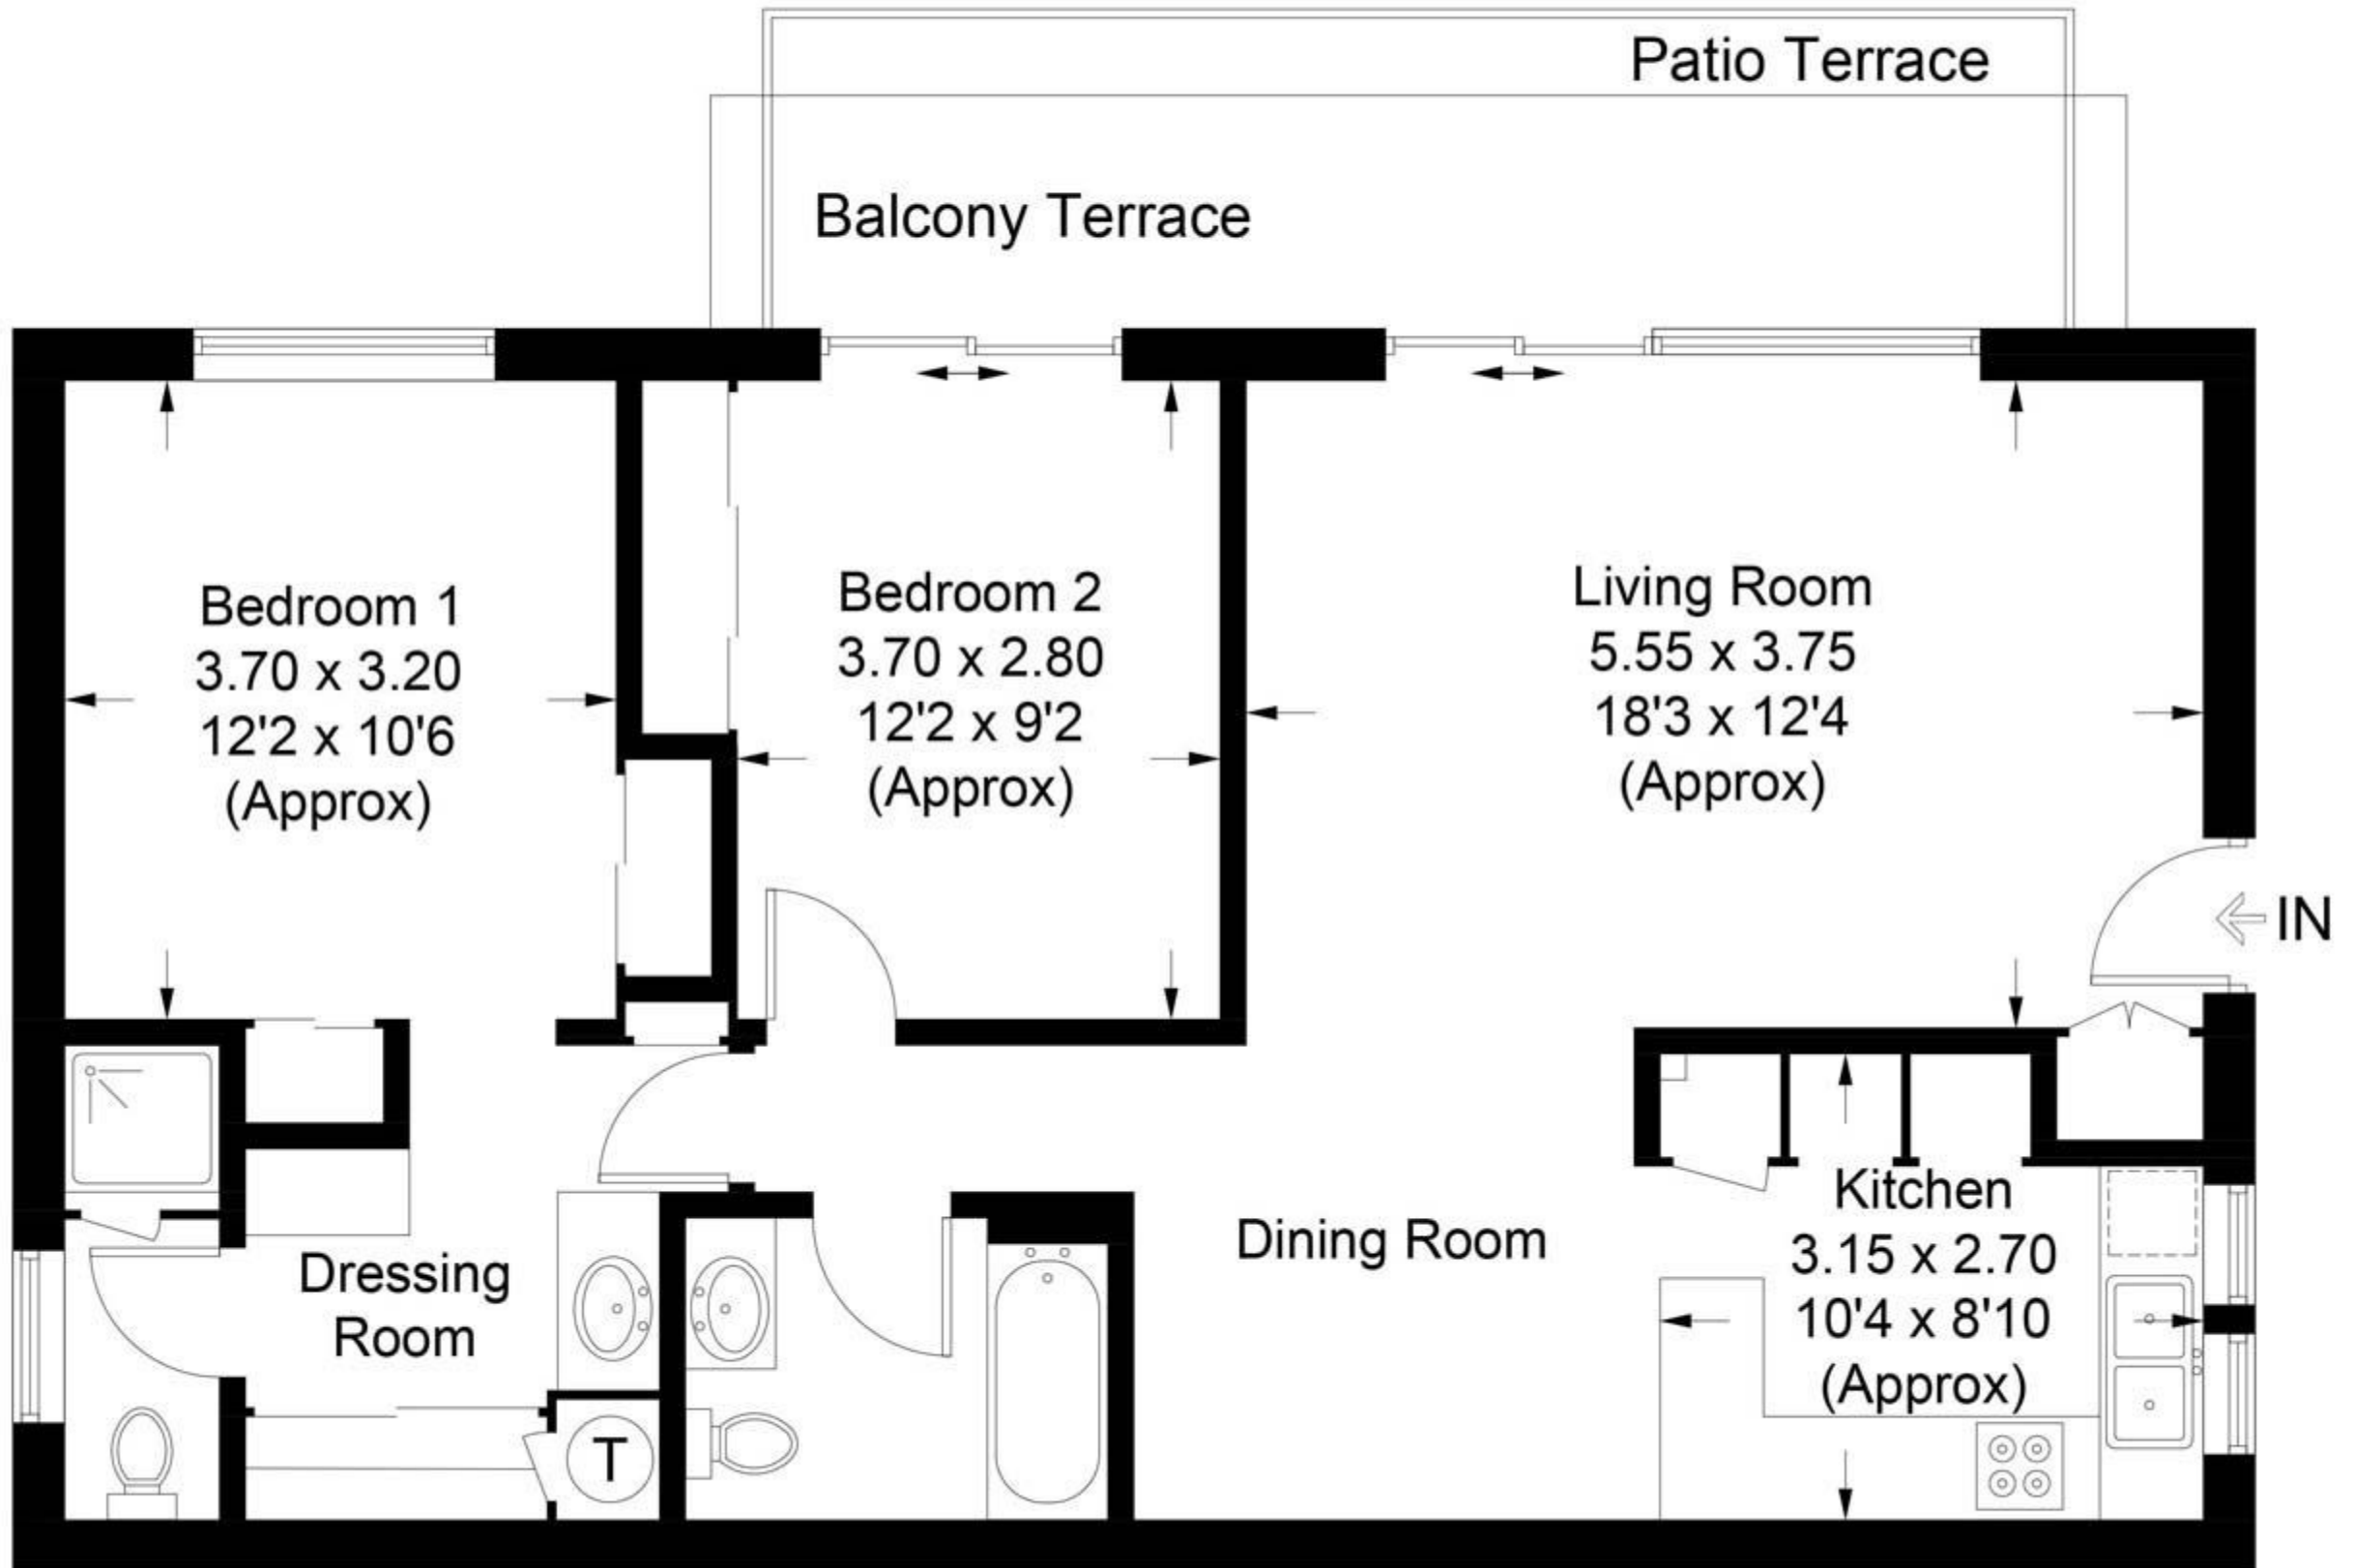 Patio Terrace
Balcony Terrace
Bedroom 1
3.70 x 3.20
12'2 x 10'6
(Approx)
Bedroom 2
3.70 x 2.80
12'2 x 9'2
(Approx)
Living Room
5.55 x 3.75
18'3 x 12'4
(Approx)
IN
Dressing
Room
T
Dining Room
Kitchen
3.15 x 2.70
10'4 x 8'10
(Approx)